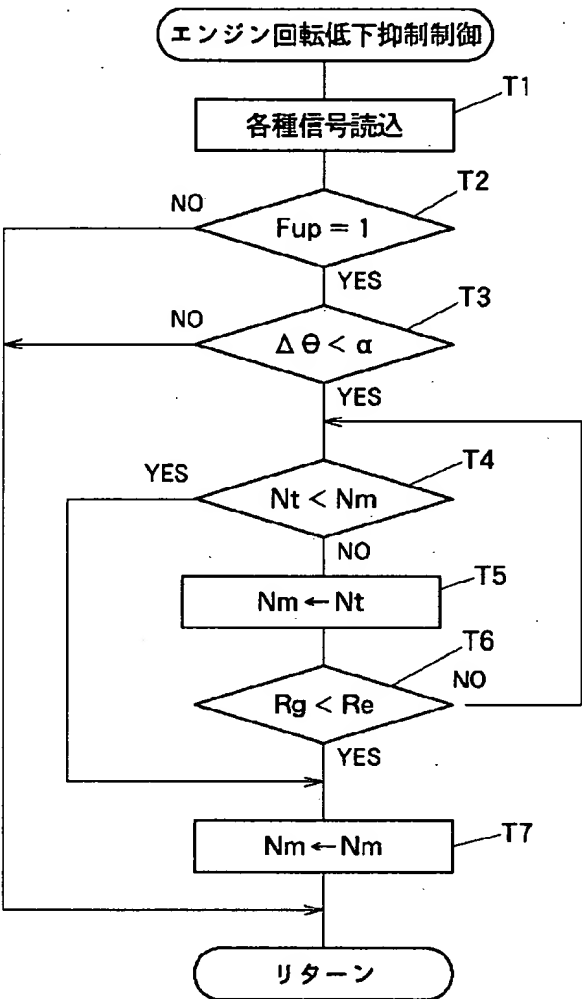 エンジン回転低下抑制制御
T1
各種信号読込
T2
NO
Fup = 1
YES
T3
NO
Δθ < α
YES
T4
YES
Nt < Nm
NO
T5
Nm ← Nt
T6
NO
Rg < Re
YES
T7
Nm ← Nm
リターン